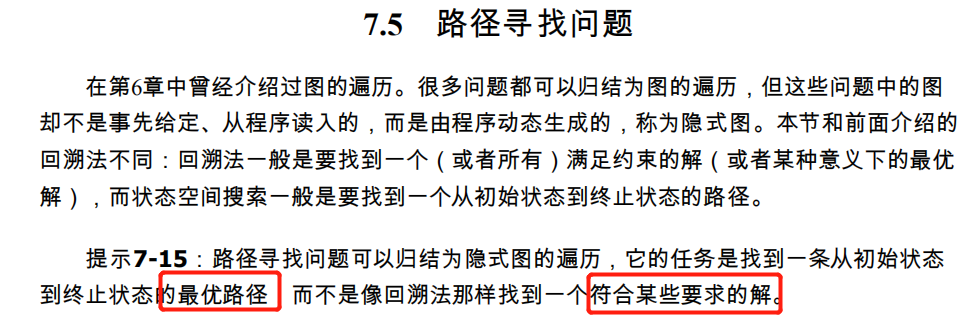 7.5 路径寻找问题
在第6章中曾经介绍过图的遍历。很多问题都可以归结为图的遍历，但这些问题中的图
却不是事先给定、从程序读入的，而是由程序动态生成的，称为隐式图。本节和前面介绍的
回溯法不同：回溯法一般是要找到一个（或者所有）满足约束的解（或者某种意义下的最优
解），而状态空间搜索一般是要找到一个从初始状态到终止状态的路径。
提示7-15：路径寻找问题可以归结为隐式图的遍历，它的任务是找到一条从初始状态
到终止状态的最优路径 而不是像回溯法那样找到一个符合某些要求的解。